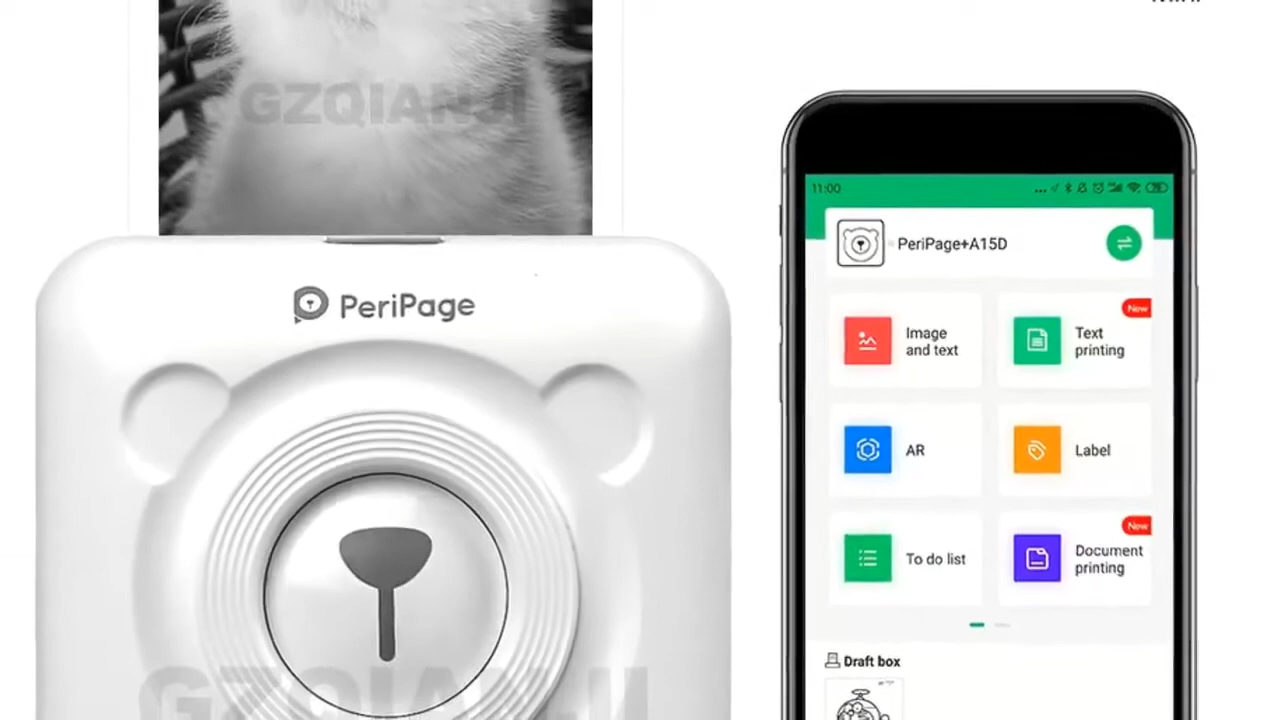 GZQIANJI
PeriPage
GZQIANJI
11:00
PeriPage+A15D
Image
and text
New
Text
printing
AR
Label
To do list
New
Document
printing
Draft box